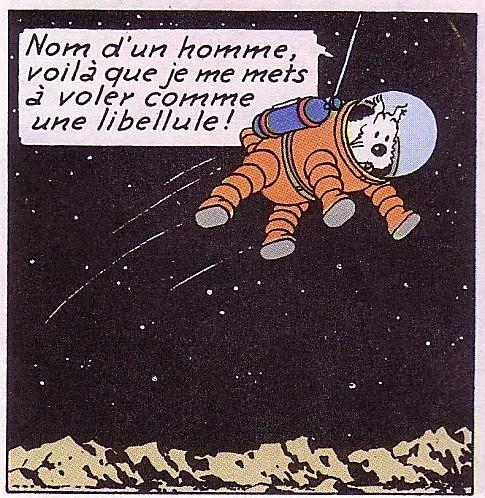 Nom d'un homme,
voilà que je me mets
à voler comme
une libellule !